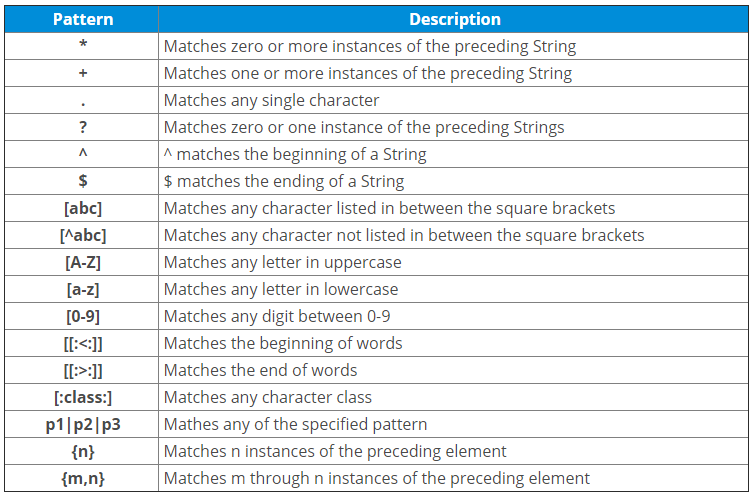 Pattern Description
* Matches zero or more instances of the preceding String
+ Matches one or more instances of the preceding String
. Matches any single character
? Matches zero or one instance of the preceding Strings
^ ^ matches the beginning of a String
$ $ matches the ending of a String
[abc] Matches any character listed in between the square brackets
[^abc] Matches any character not listed in between the square brackets
[A-Z] Matches any letter in uppercase
[a-z] Matches any letter in lowercase
[0-9] Matches any digit between 0-9
[[:<:]] Matches the beginning of words
[[:>:]] Matches the end of words
[:class:] Matches any character class
p1|p2|p3 Mathes any of the specified pattern
{n} Matches n instances of the preceding element
{m,n} Matches m through n instances of the preceding element